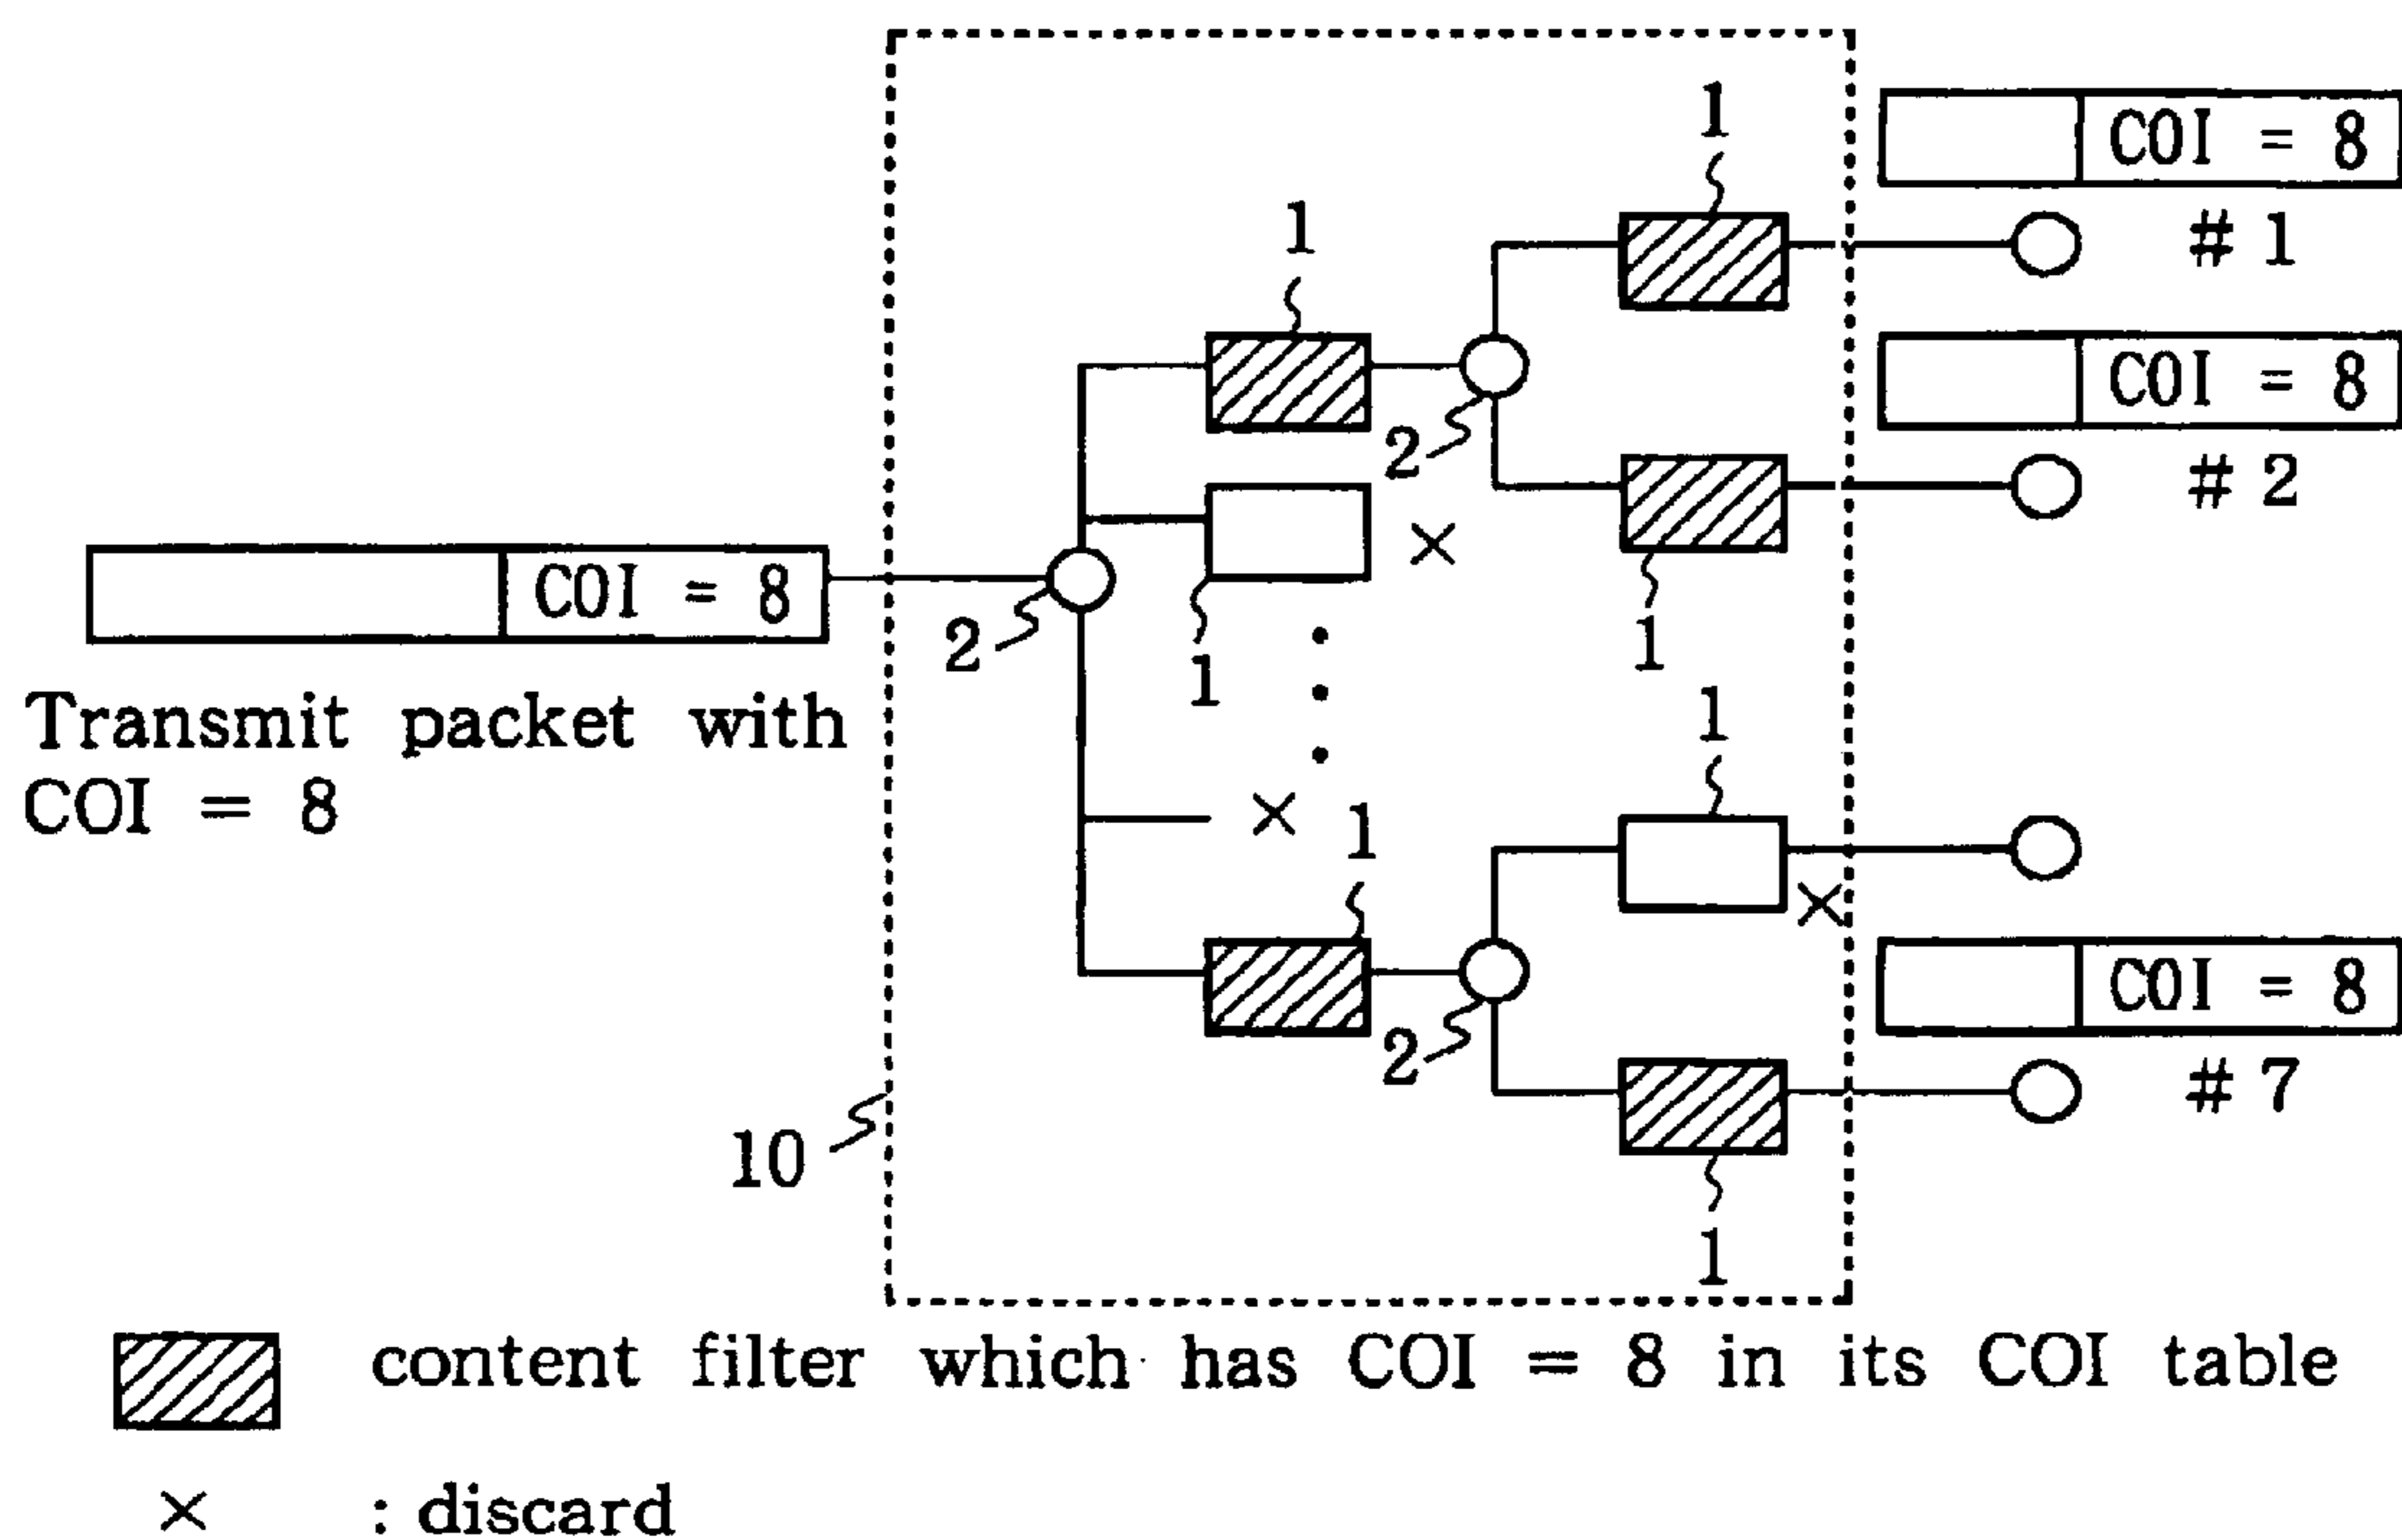 1
COI = 8
1
# 1
COI = 8
2
# 2
COI = 8
2
1
1
1
Transmit packet with
COI = 8
1
COI = 8
2
# 7
10
1
content filter which has COI = 8 in its COI table
× : discard